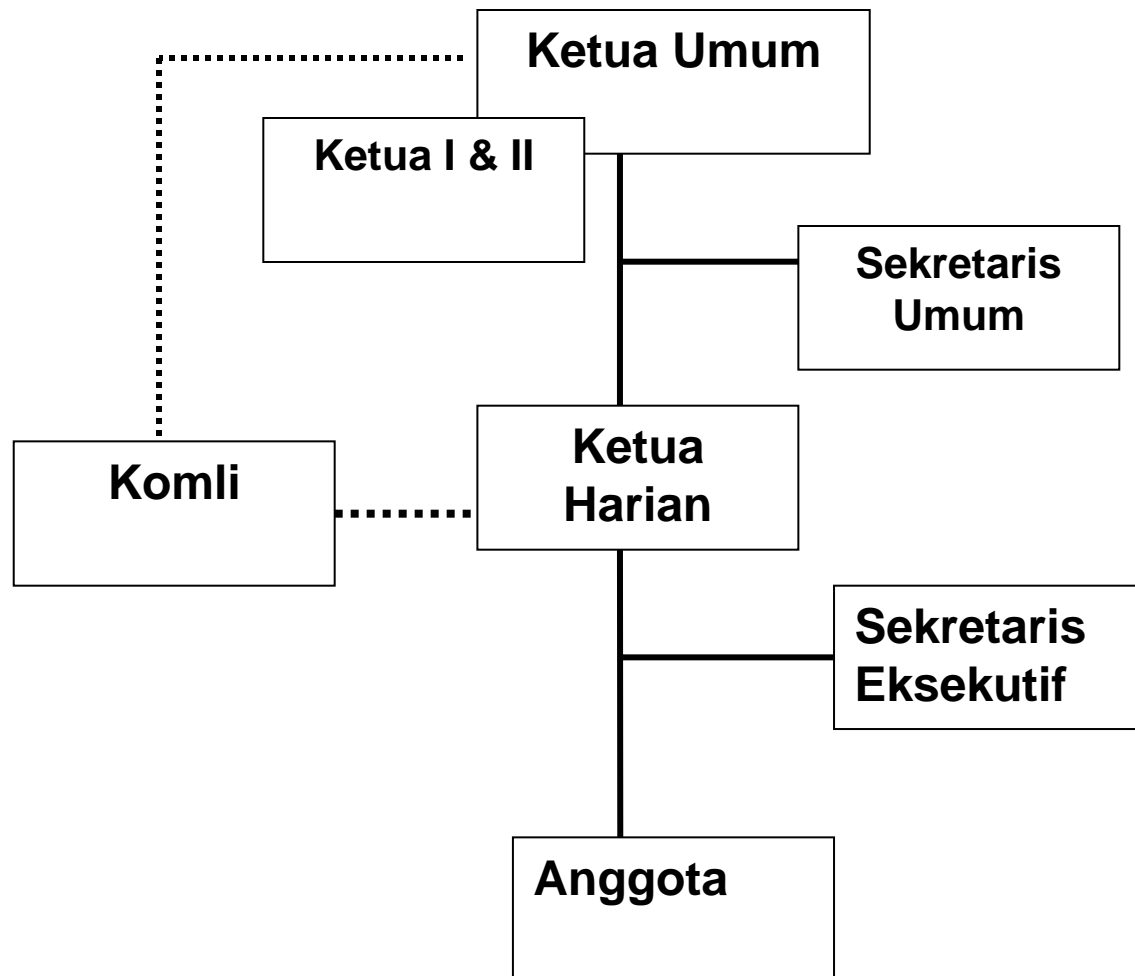 Ketua Umum
Ketua I & II
Sekretaris
Umum
Ketua
Harian
Komli
Sekretaris
Eksekutif
Anggota